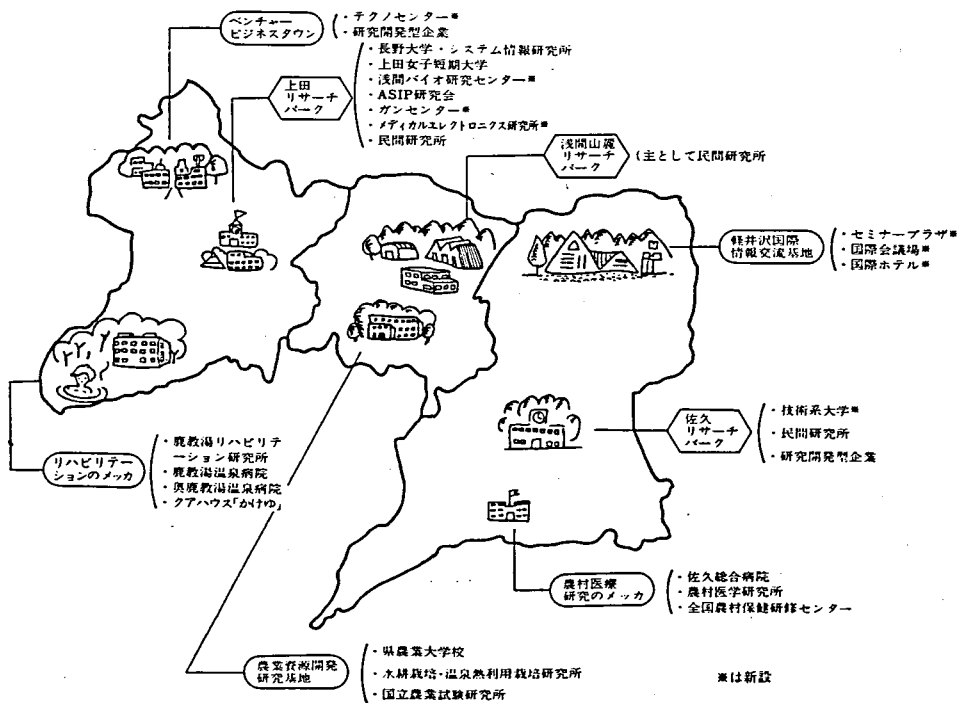 ベンチャー
ビジネスタウン
・テクノセンター※
・研究開発型企業
上田
リサーチ
パーク
・長野大学・システム情報研究所
・上田女子短期大学
・浅間バイオ研究センター※
・ASIP研究会
・ガンセンター※
・メディカルエレクトロニクス研究所※
・民間研究所
浅間山麓
リサーチ
パーク
(主として民間研究所
軽井沢国際
情報交流基地
・セミナープラザ※
・国際会議場※
・国際ホテル※
佐久
リサーチ
パーク
・技術系大学※
・民間研究所
・研究開発型企業
リハビリテー
ションのメッカ
・鹿教湯リハビリテ
ーション研究所
・鹿教湯温泉病院
・奥鹿教湯温泉病院
・クアハウス「かけゆ」
農村医療
研究のメッカ
・佐久総合病院
・農村医学研究所
・全国農村保健研修センター
農業資源開発
研究基地
・県農業大学校
・水耕栽培・温泉熱利用栽培研究所
・国立農業試験研究所
※は新設